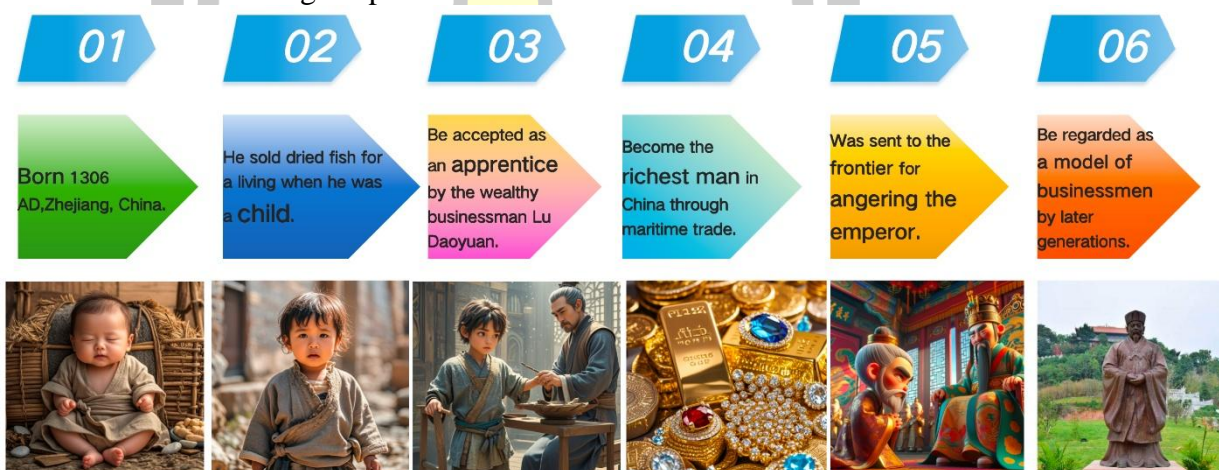 01
02
03
04
05
06
Born 1306
AD,Zhejiang, China.
He sold dried fish for
a living when he was
a child.
Be accepted as
an apprentice
by the wealthy
businessman Lu
Daoyuan.
Become the
richest man in
China through
maritime trade.
Was sent to the
frontier for
angering the
emperor.
Be regarded as
a model of
businessmen
by later
generations.